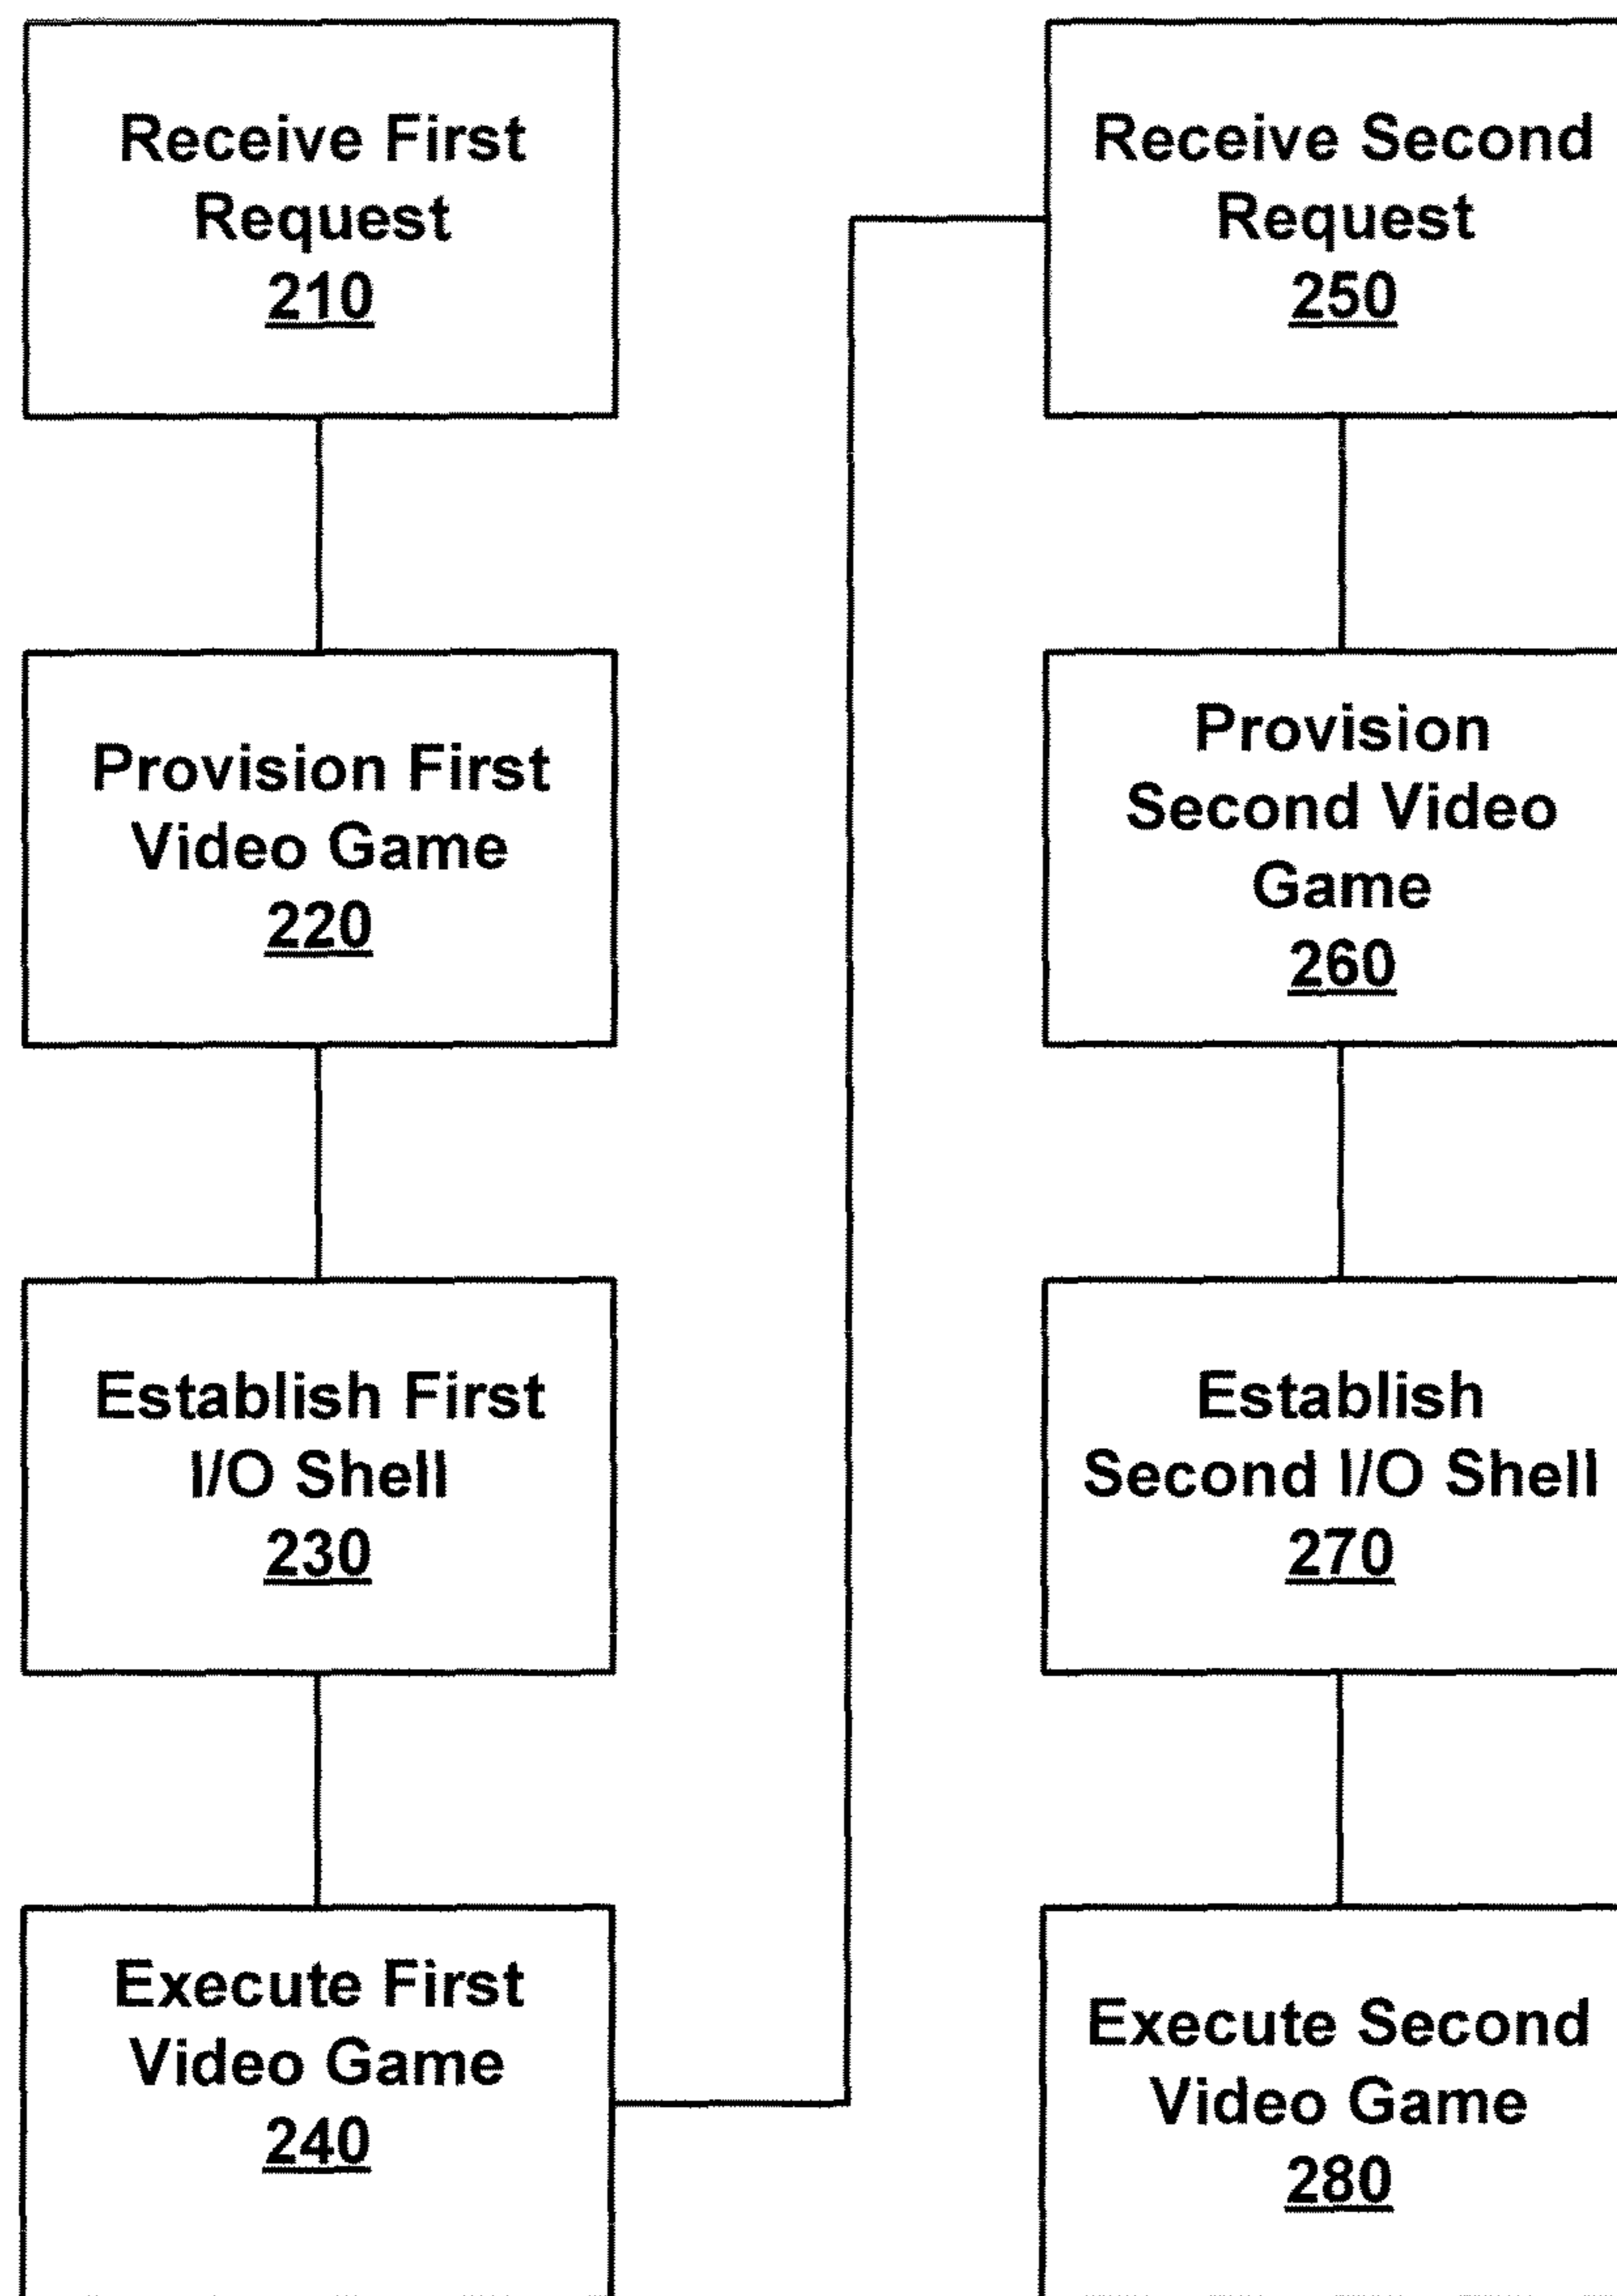 Receive First
Request
210
Provision First
Video Game
220
Establish First
I/O Shell
230
Execute First
Video Game
240
Receive Second
Request
250
Provision
Second Video
Game
260
Establish
Second I/O Shell
270
Execute Second
Video Game
280